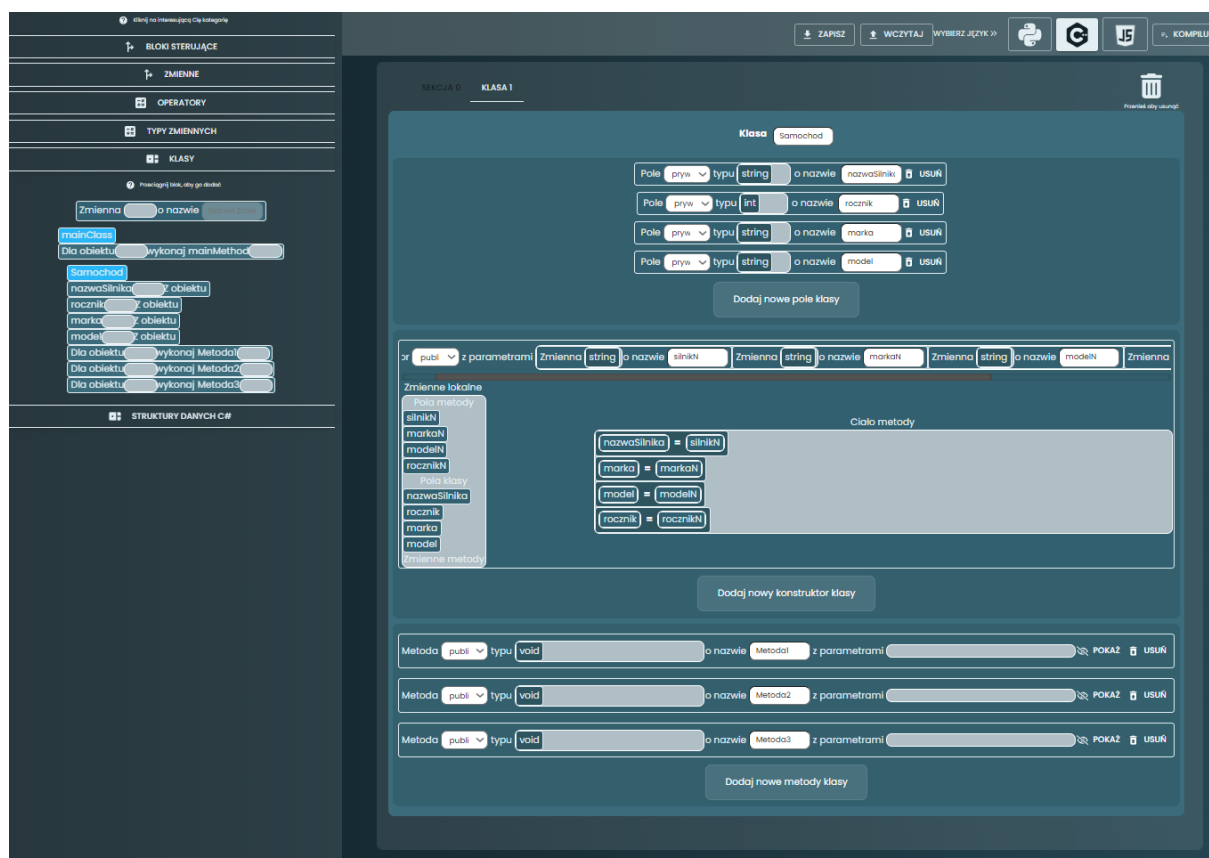 Kliknij na interesującą Cię kategorię
BLOKI STERUJĄCE
ZMIENNE
OPERATORY
TYPY ZMIENNYCH
KLASY
Przeciągnij blok, aby go dodać
Zmienna o nazwie
mainClass
Dla obiektu wykonaj mainMethod
Samochod
nazwaSilnika Z obiektu
rocznik Z obiektu
marka Z obiektu
model Z obiektu
Dla obiektu wykonaj Metoda1
Dla obiektu wykonaj Metoda2
Dla obiektu wykonaj Metoda3
STRUKTURY DANYCH C#
ZAPISZ WCZYTAJ WYBIERZ JĘZYK >> C JS KOMPILU
SEKCJA 0 KLASA 1
Przenieś aby usunąć
Klasa Samochod
Pole pryw typu string o nazwie nazwaSilnik USUŃ
Pole pryw typu int o nazwie rocznik USUŃ
Pole pryw typu string o nazwie marka USUŃ
Pole pryw typu string o nazwie model USUŃ
Dodaj nowe pole klasy
or publi z parametrami Zmienna string o nazwie silnikN Zmienna string o nazwie markaN Zmienna string o nazwie modelN Zmienna
Zmienne lokalne
Pola metody
silnikN
markaN
modelN
rocznikN
Pola klasy
nazwaSilnika
rocznik
marka
model
Zmienne metody
Ciało metody
nazwaSilnika = silnikN
marka = markaN
model = modelN
rocznik = rocznikN
Dodaj nowy konstruktor klasy
Metoda publi typu void o nazwie Metoda1 z parametrami POKAŻ USUŃ
Metoda publi typu void o nazwie Metoda2 z parametrami POKAŻ USUŃ
Metoda publi typu void o nazwie Metoda3 z parametrami POKAŻ USUŃ
Dodaj nowe metody klasy